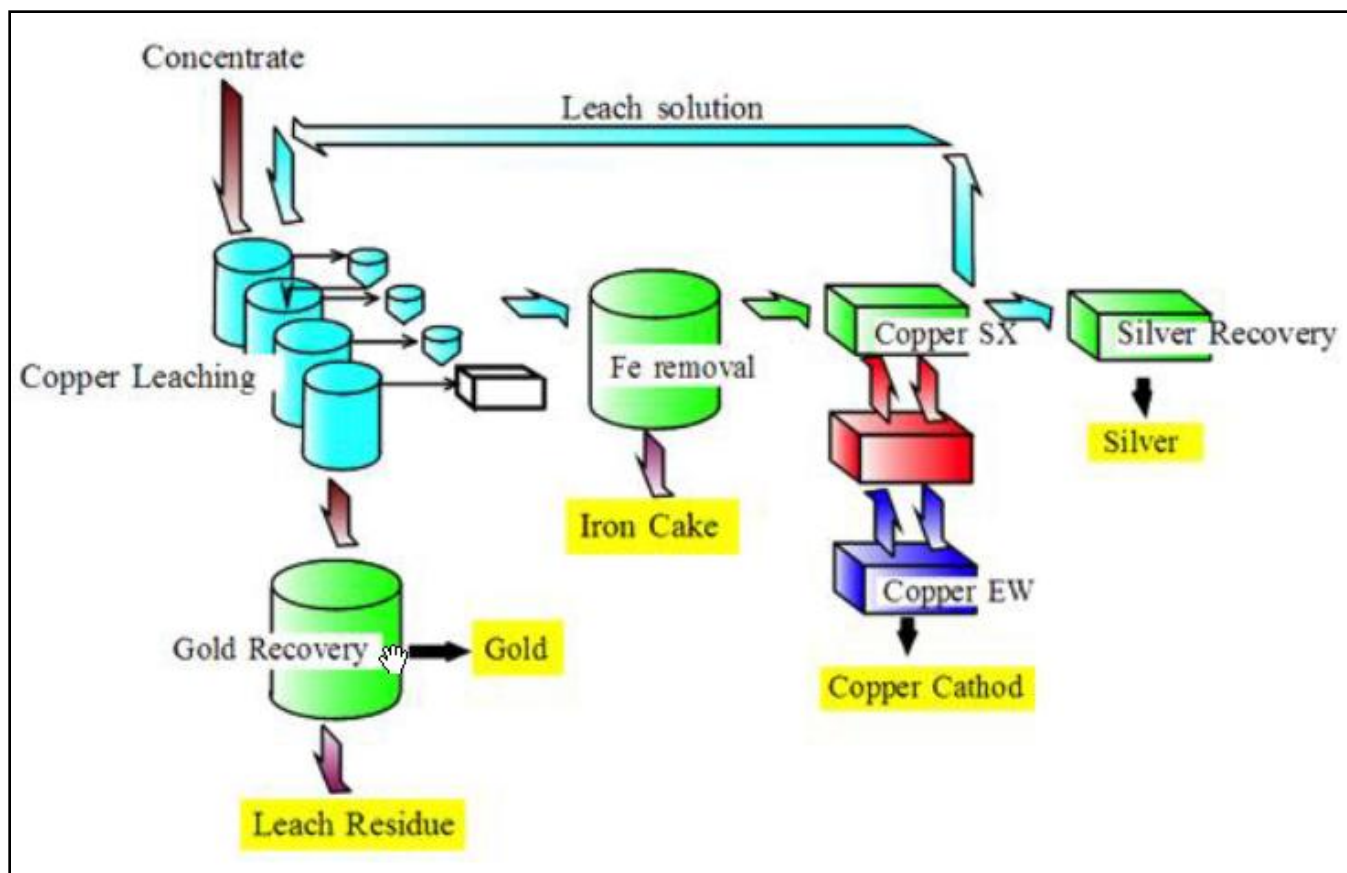 Concentrate
Leach solution
Copper SX
Silver Recovery
Fe removal
Copper Leaching
Silver
Iron Cake
Copper EW
Gold Recovery
Gold
Copper Cathod
Leach Residue